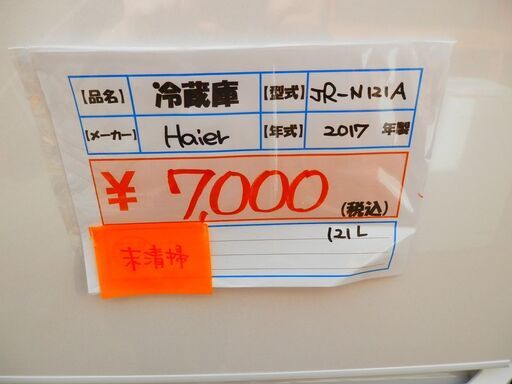 【品名】 冷蔵庫 【型式】 JR-N121A
【メーカー】 Haier 【年式】 2017 年製
¥ 7,000 (税込)
121L
未清掃